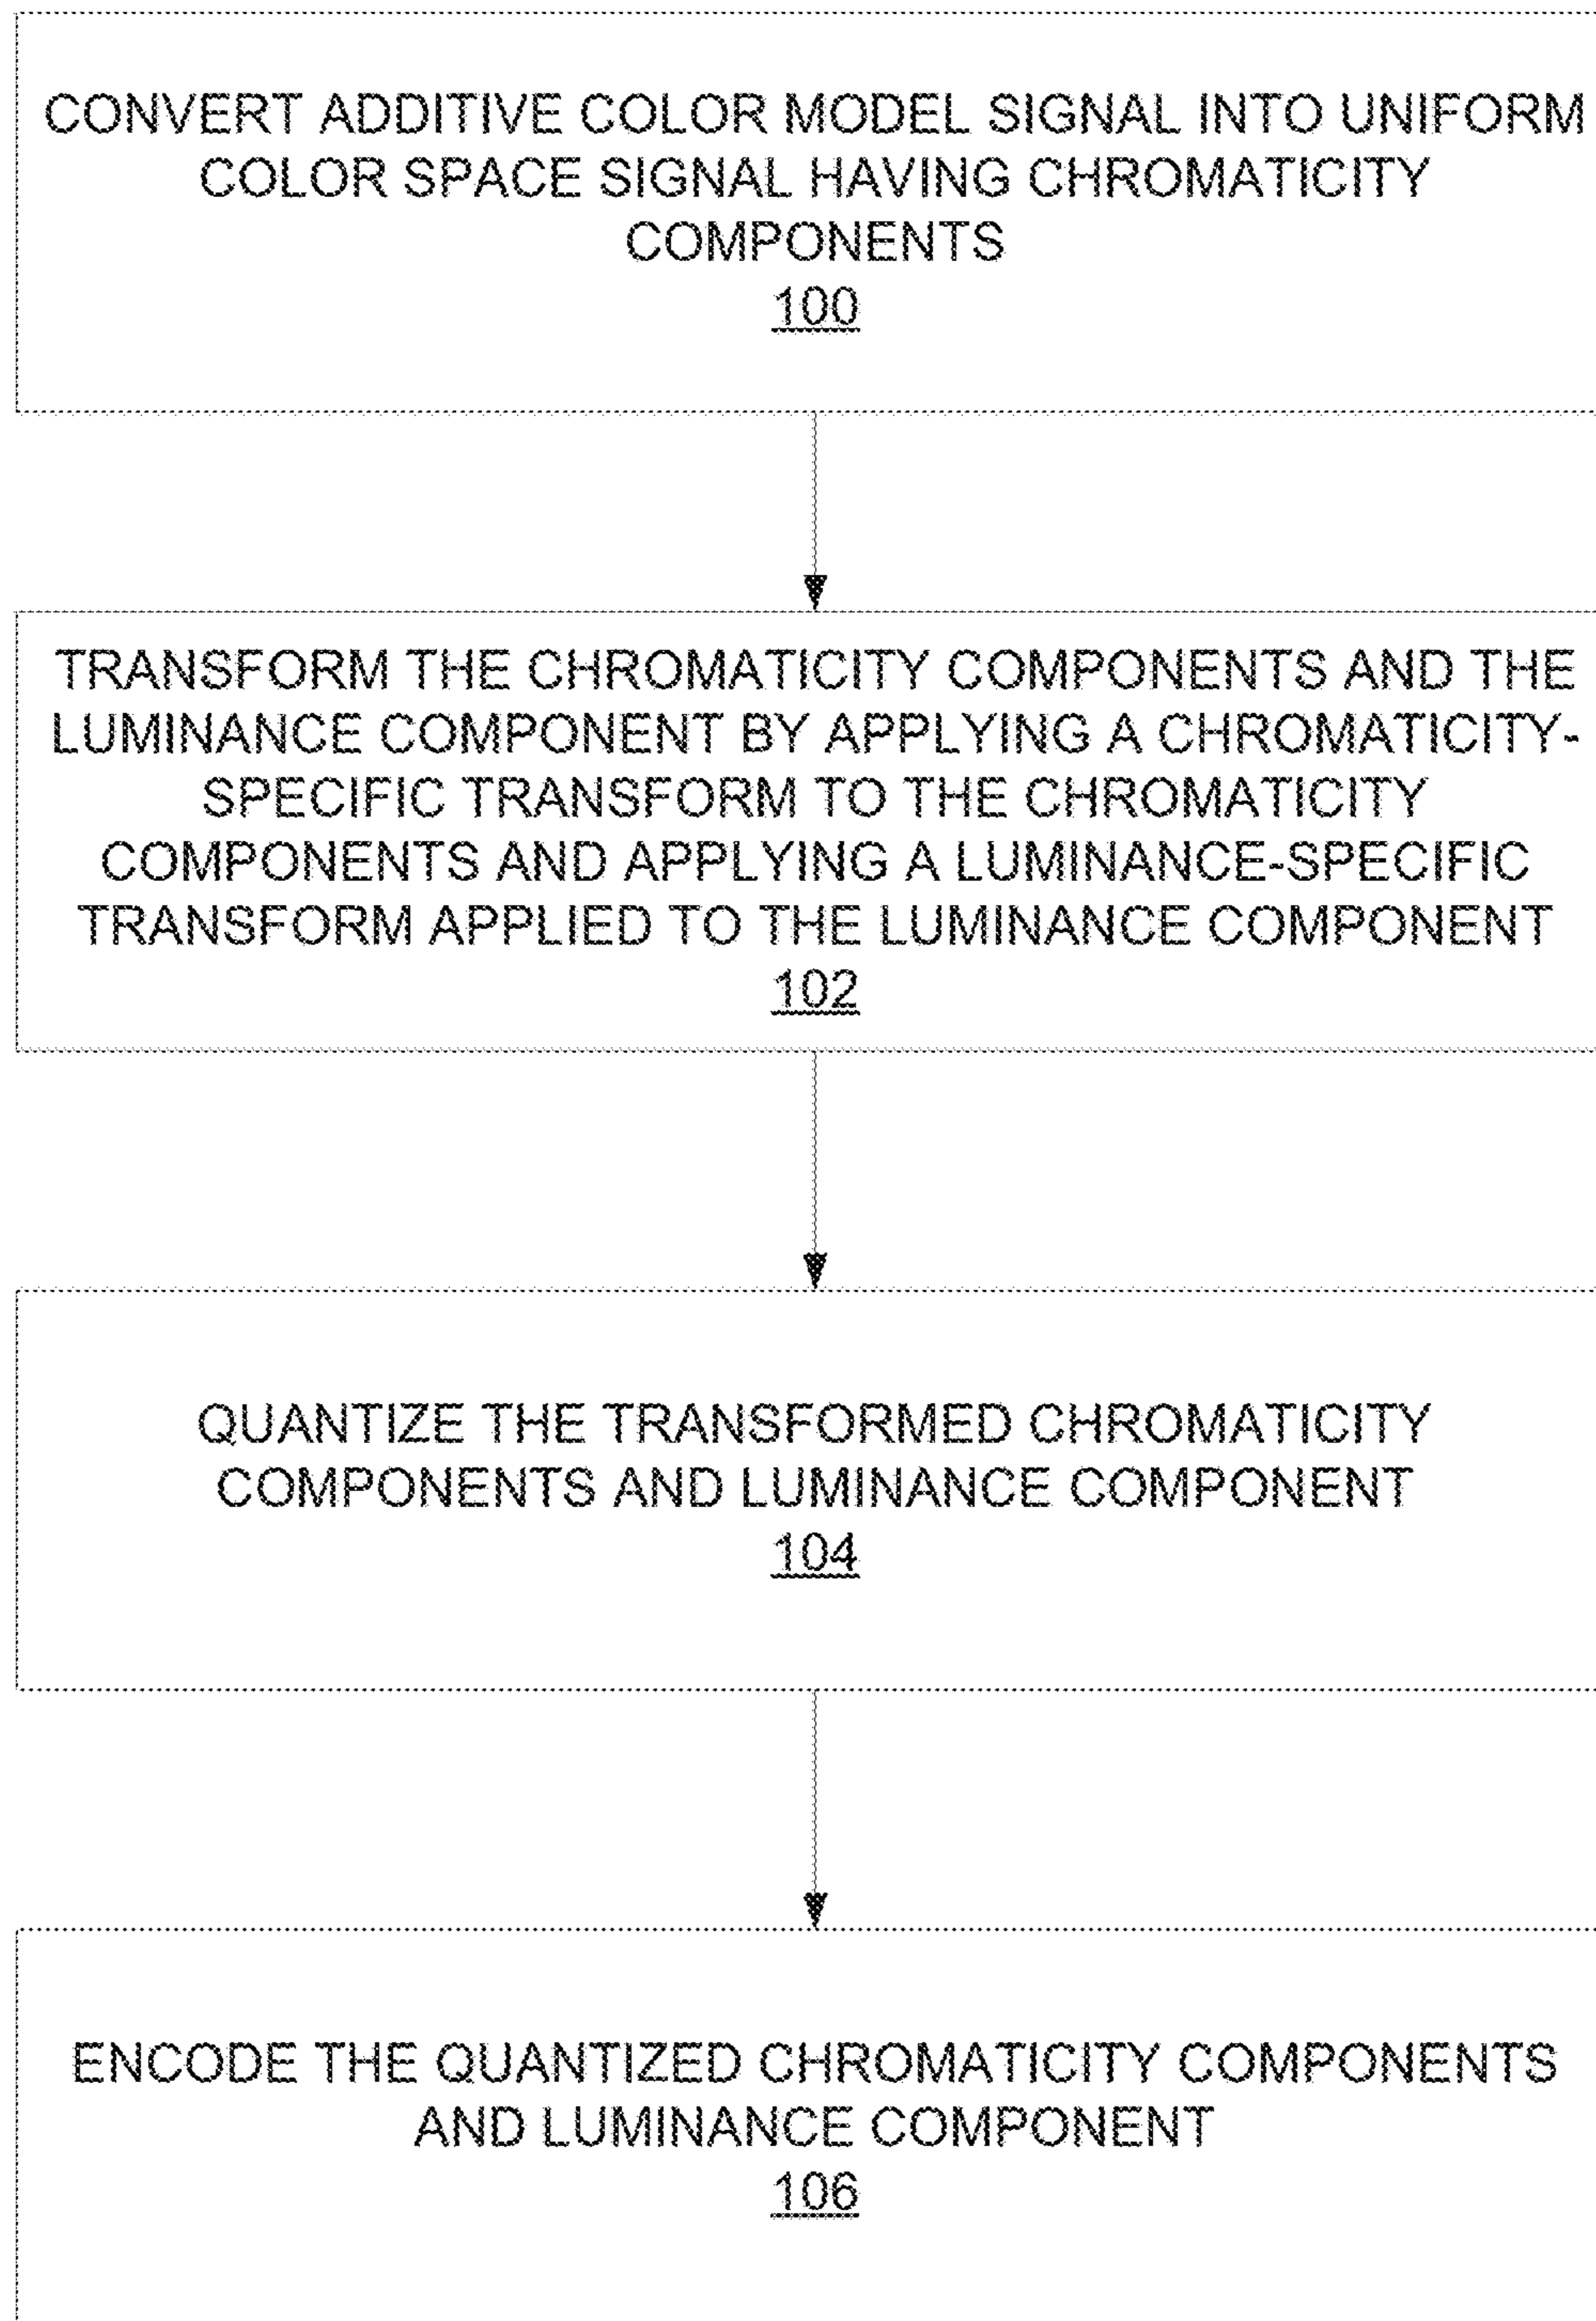 CONVERT ADDITIVE COLOR MODEL SIGNAL INTO UNIFORM
COLOR SPACE SIGNAL HAVING CHROMATICITY
COMPONENTS
100
TRANSFORM THE CHROMATICITY COMPONENTS AND THE
LUMINANCE COMPONENT BY APPLYING A CHROMATICITY-
SPECIFIC TRANSFORM TO THE CHROMATICITY
COMPONENTS AND APPLYING A LUMINANCE-SPECIFIC
TRANSFORM APPLIED TO THE LUMINANCE COMPONENT
102
QUANTIZE THE TRANSFORMED CHROMATICITY
COMPONENTS AND LUMINANCE COMPONENT
104
ENCODE THE QUANTIZED CHROMATICITY COMPONENTS
AND LUMINANCE COMPONENT
106